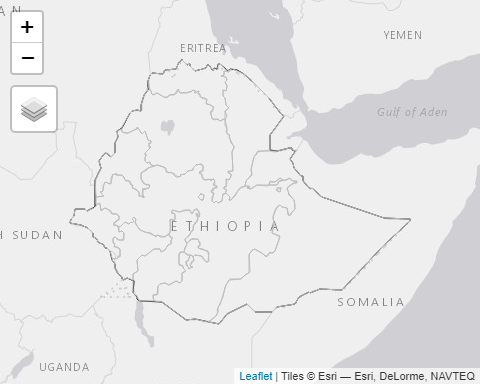 A N
+
ERITREA
YEMEN
−
Gulf of Aden
ETHIOPIA
H SUDAN
SOMALIA
UGANDA
Leaflet | Tiles © Esri — Esri, DeLorme, NAVTEQ